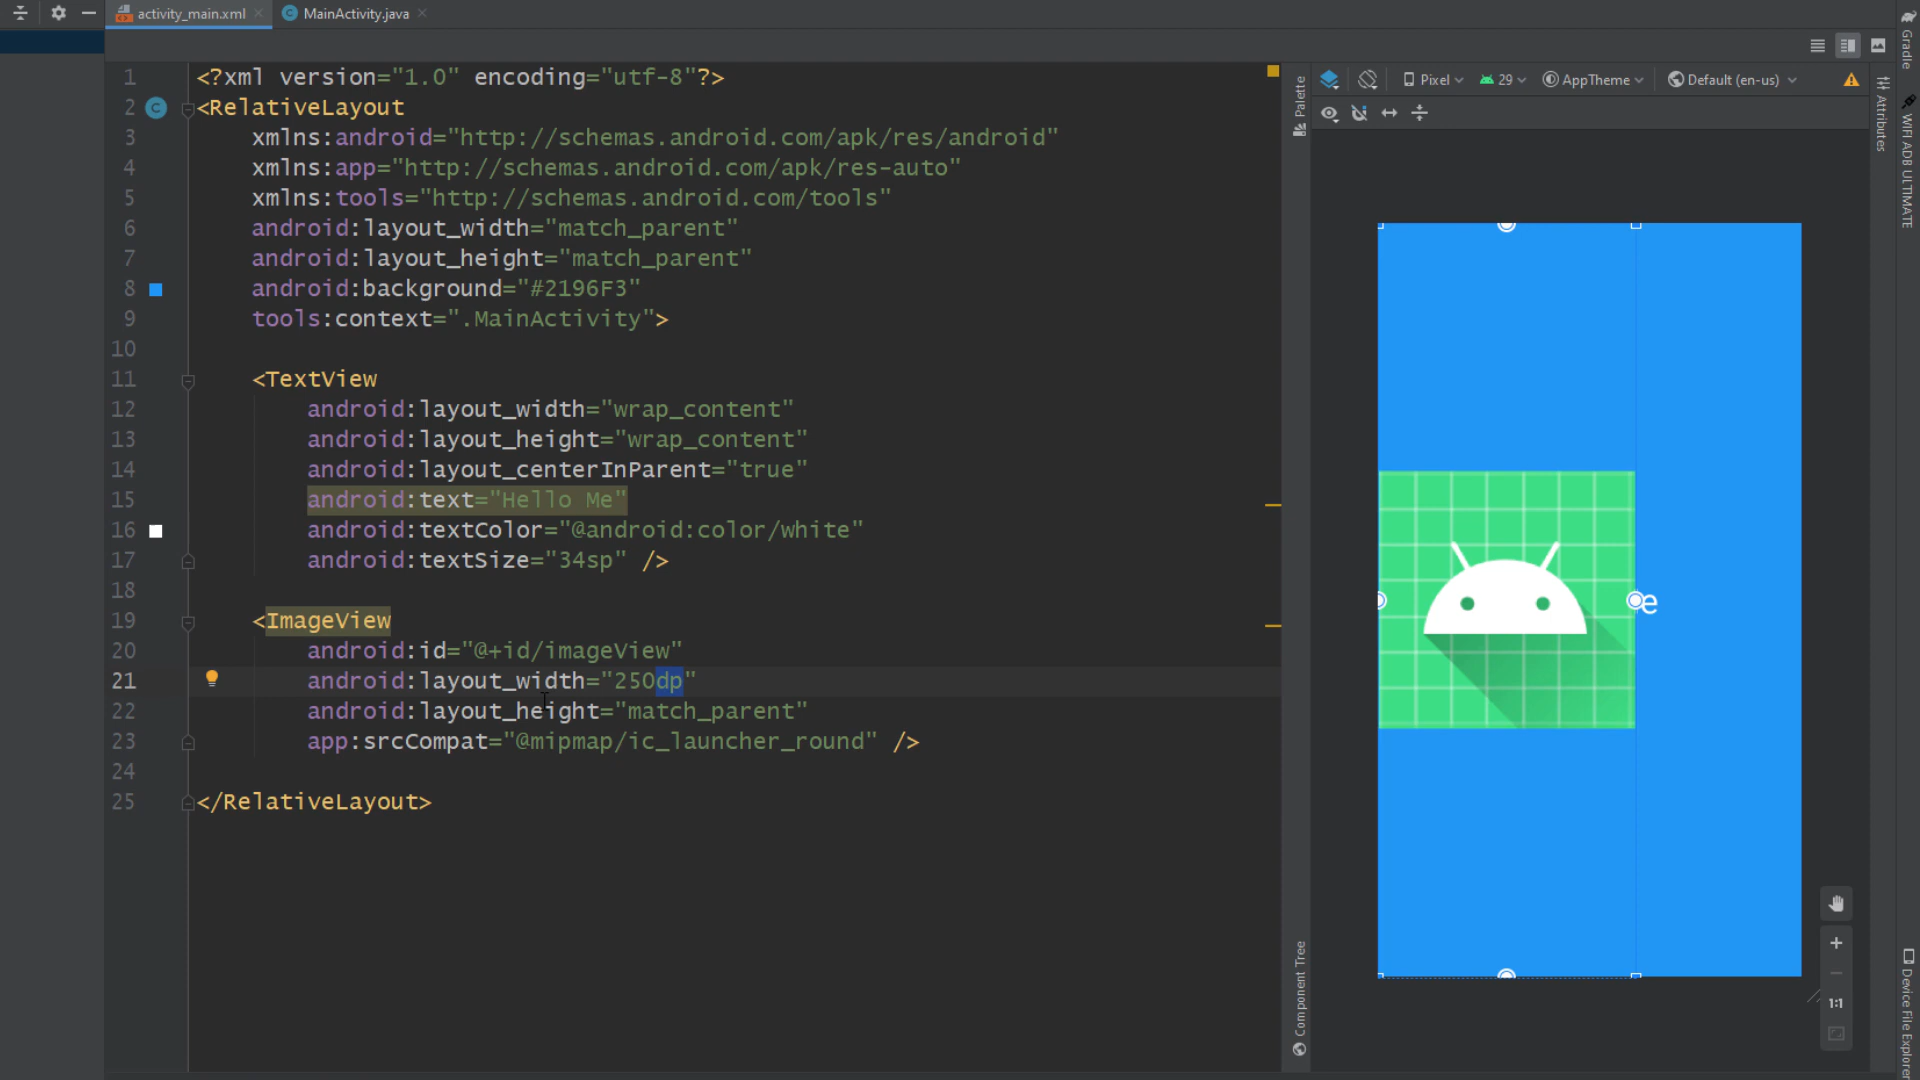 activity_main.xml
MainActivity.java
1 <?xml version="1.0" encoding="utf-8"?>
2 <RelativeLayout
3 xmlns:android="http://schemas.android.com/apk/res/android"
4 xmlns:app="http://schemas.android.com/apk/res-auto"
5 xmlns:tools="http://schemas.android.com/tools"
6 android:layout_width="match_parent"
7 android:layout_height="match_parent"
8 android:background="#2196F3"
9 tools:context=".MainActivity">
10
11 <TextView
12 android:layout_width="wrap_content"
13 android:layout_height="wrap_content"
14 android:layout_centerInParent="true"
15 android:text="Hello Me"
16 android:textColor="@android:color/white"
17 android:textSize="34sp" />
18
19 <ImageView
20 android:id="@+id/imageView"
21 android:layout_width="250dp"
22 android:layout_height="match_parent"
23 app:srcCompat="@mipmap/ic_launcher_round" />
24
25 </RelativeLayout>
Palette
Component Tree
Pixel
29
AppTheme
Default (en-us)
e
1:1
Attributes
Gradle
WIFI ADB ULTIMATE
Device File Explorer